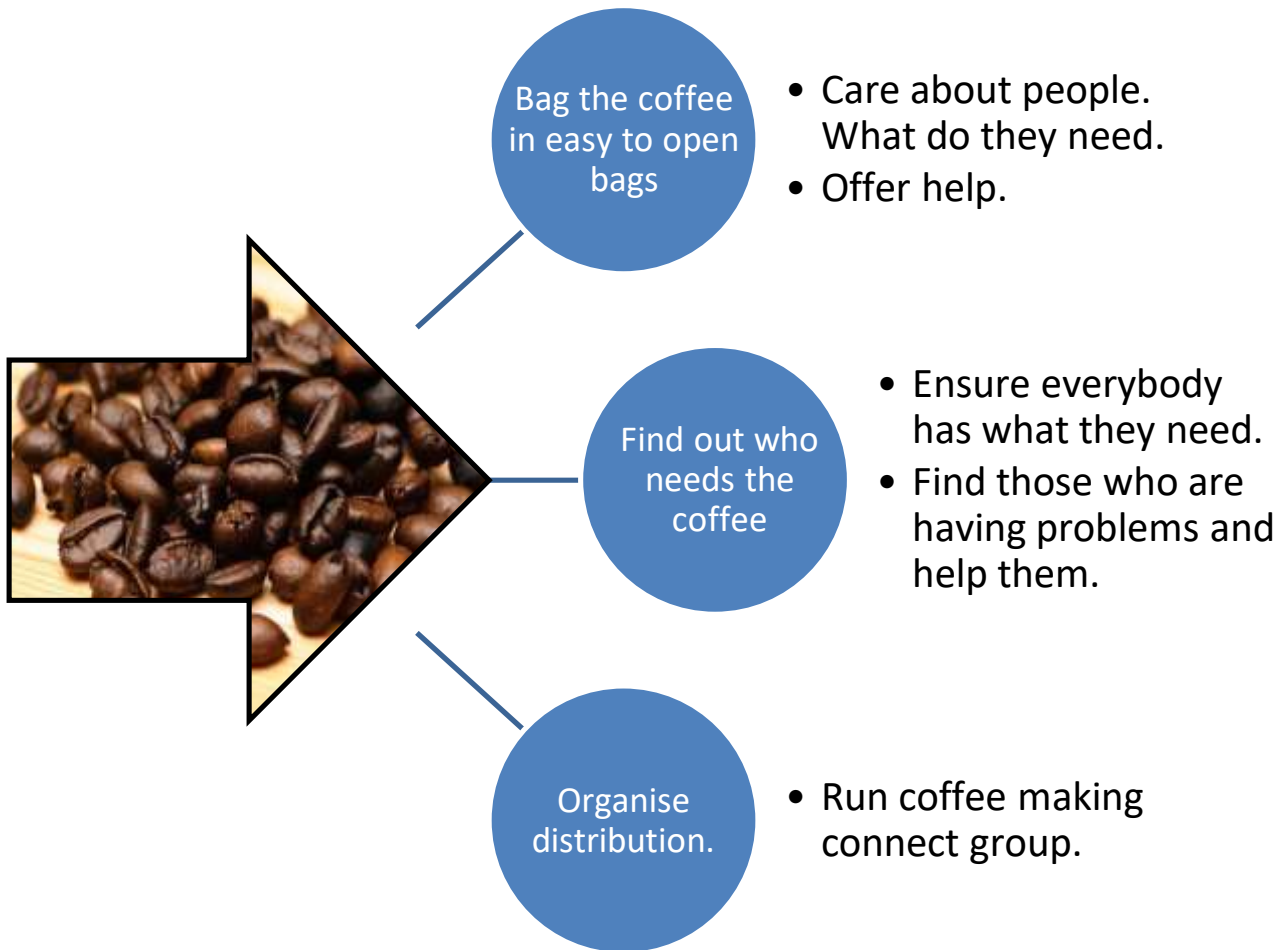 Bag the coffee
in easy to open
bags
• Care about people.
What do they need.
• Offer help.
Find out who
needs the
coffee
• Ensure everybody
has what they need.
• Find those who are
having problems and
help them.
Organise
distribution.
• Run coffee making
connect group.